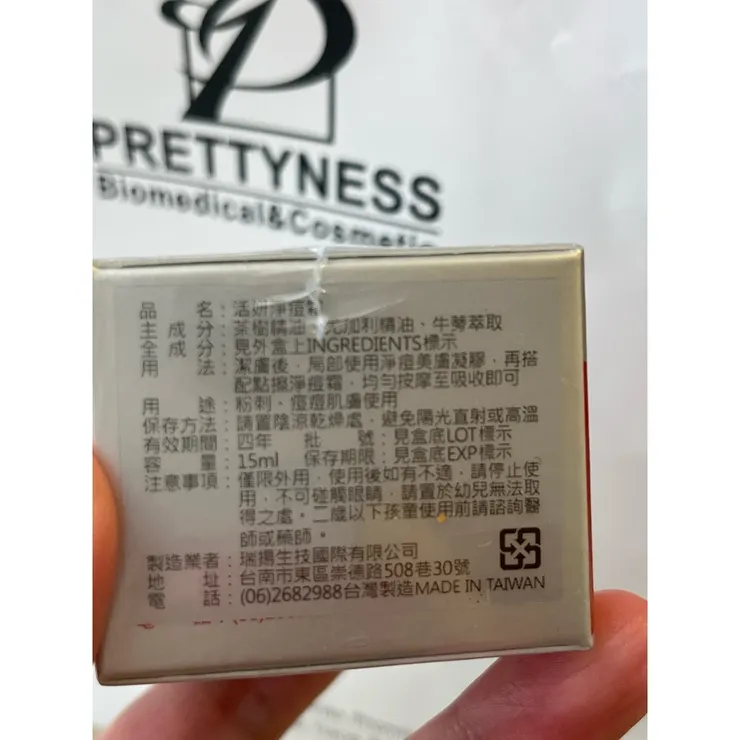 PRETTYNESS
Biomedical&Cosmetic
品名：活妍淨痘霜
主成分：茶樹精油、尤加利精油、牛蒡萃取
全成分：見外盒上INGREDIENTS標示
用法：潔膚後，局部使用淨痘美膚凝膠，再搭
配點擦淨痘霜，均勻按摩至吸收即可
用途：粉刺、痘痘肌膚使用
保存方法：請置陰涼乾燥處，避免陽光直射或高溫
有效期間：四年 批號：見盒底LOT標示
容量：15ml 保存期限：見盒底EXP標示
注意事項：僅限外用，使用後如有不適，請停止使
用，不可碰觸眼睛，請置於幼兒無法取
得之處。二歲以下孩童使用前請諮詢醫
師或藥師。
製造業者：瑞揚生技國際有限公司
地址：台南市東區崇德路508巷30號
電話：(06)2682988台灣製造MADE IN TAIWAN